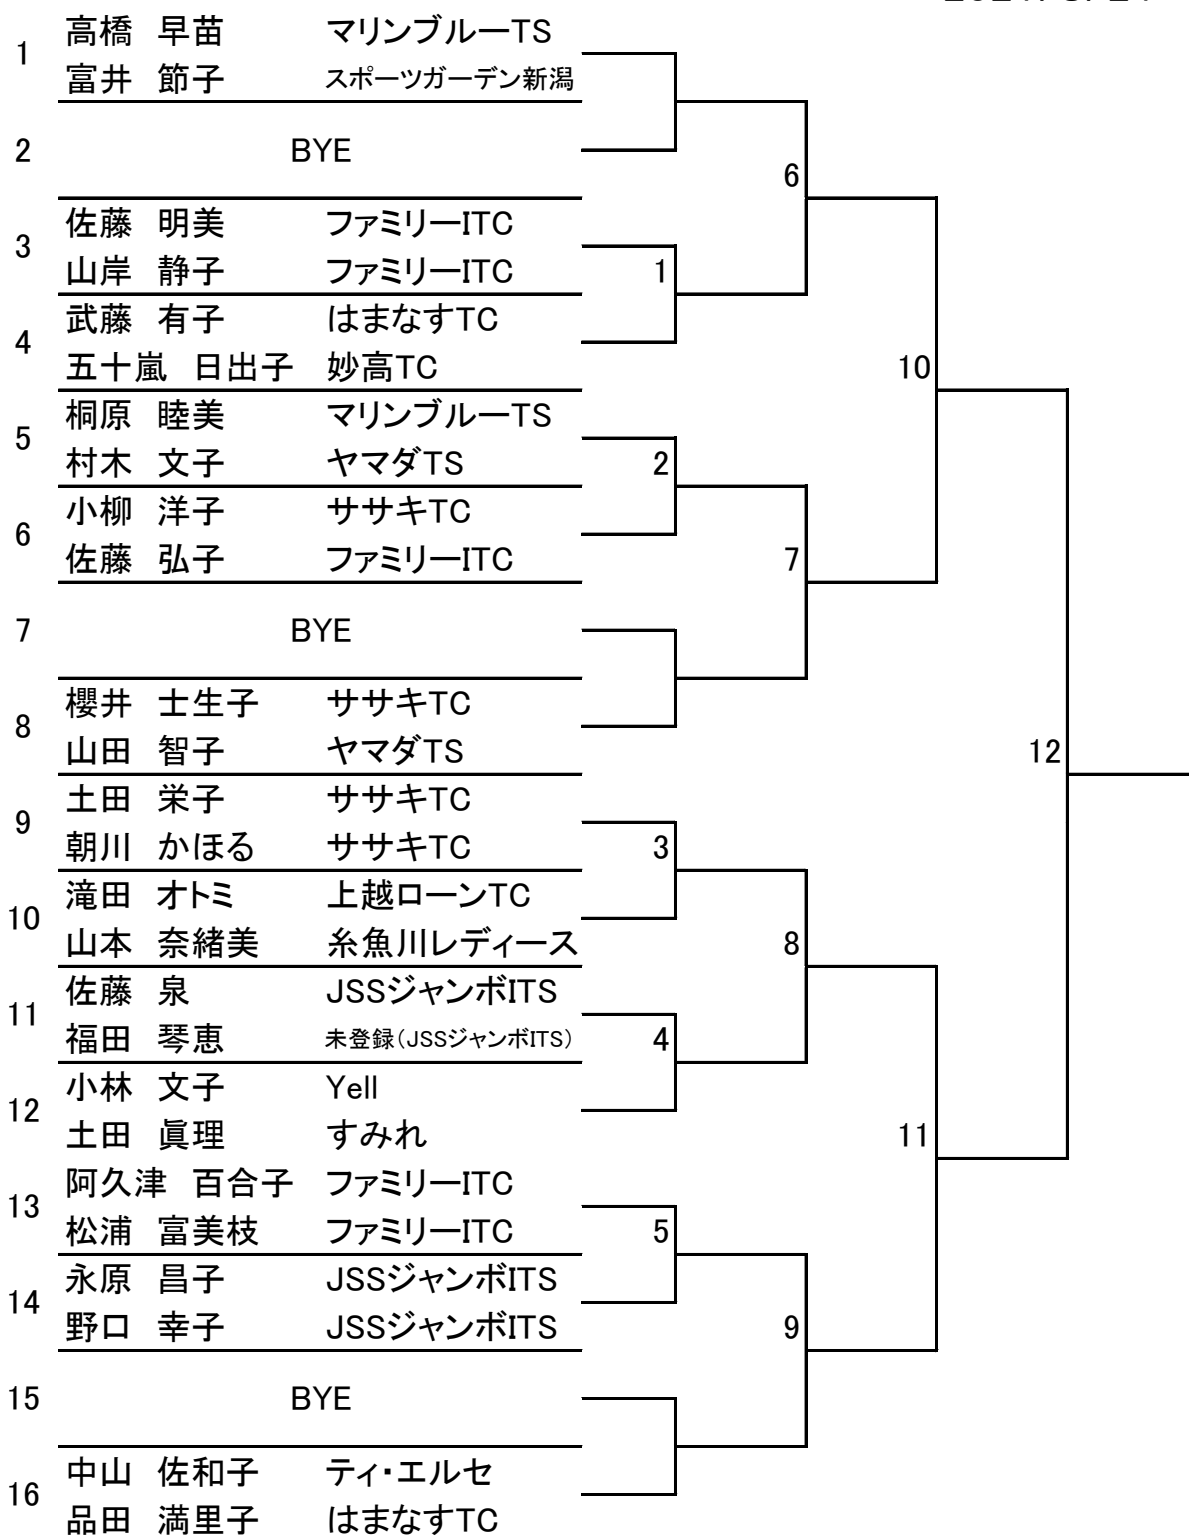 1 高橋 早苗 マリンブルーTS
富井 節子 スポーツガーデン新潟
2 BYE
6
3 佐藤 明美 ファミリーITC
山岸 静子 ファミリーITC 1
4 武藤 有子 はまなすTC
五十嵐 日出子 妙高TC 10
5 桐原 睦美 マリンブルーTS
村木 文子 ヤマダTS 2
6 小柳 洋子 ササキTC
佐藤 弘子 ファミリーITC 7
7 BYE
8 櫻井 士生子 ササキTC
山田 智子 ヤマダTS 12
9 土田 栄子 ササキTC
朝川 かほる ササキTC 3
10 滝田 オトミ 上越ローンTC
山本 奈緒美 糸魚川レディース 8
11 佐藤 泉 JSSジャンボITS
福田 琴恵 未登録(JSSジャンボITS) 4
12 小林 文子 Yell
土田 眞理 すみれ 11
13 阿久津 百合子 ファミリーITC
松浦 富美枝 ファミリーITC 5
14 永原 昌子 JSSジャンボITS
野口 幸子 JSSジャンボITS 9
15 BYE
16 中山 佐和子 ティ・エルセ
品田 満里子 はまなすTC